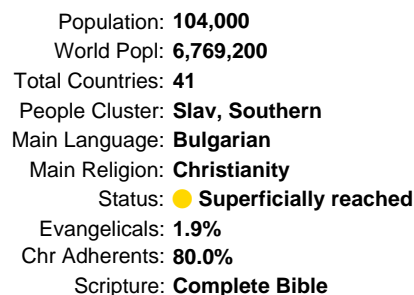 Population: 104,000
World Popl: 6,769,200
Total Countries: 41
People Cluster: Slav, Southern
Main Language: Bulgarian
Main Religion: Christianity
Status: Superficially reached
Evangelicals: 1.9%
Chr Adherents: 80.0%
Scripture: Complete Bible